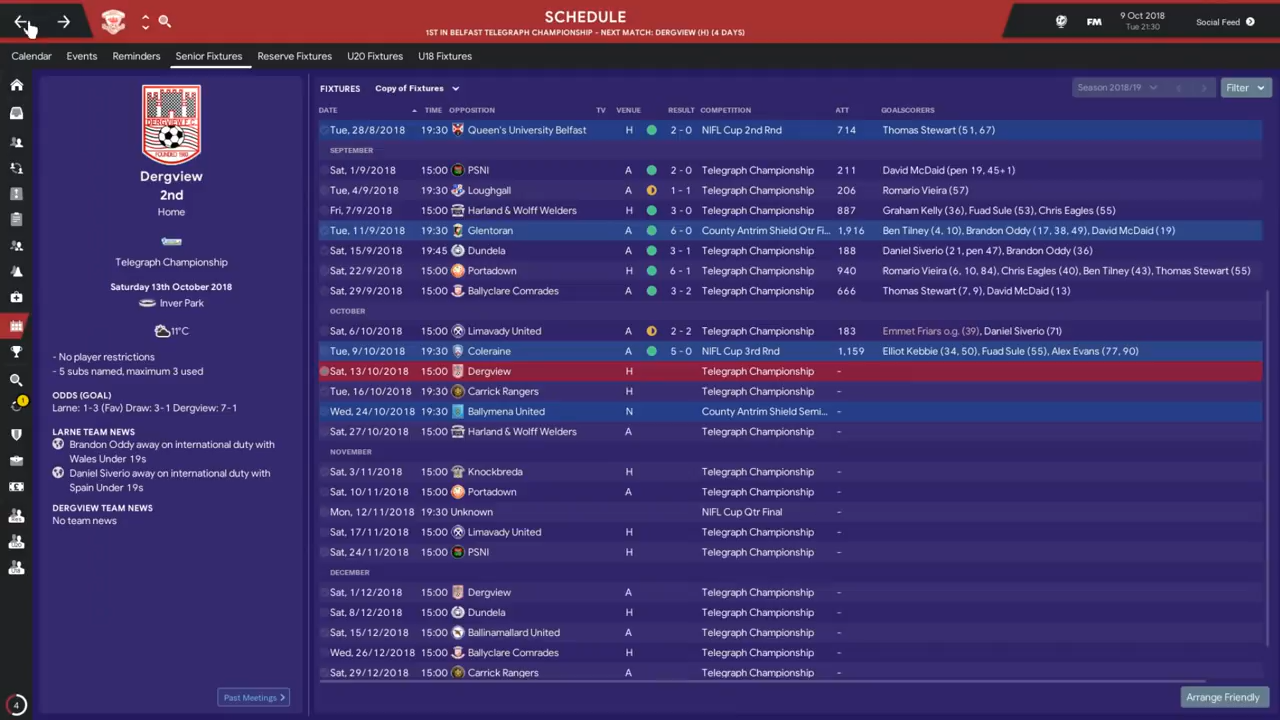 SCHEDULE
1ST IN BELFAST TELEGRAPH CHAMPIONSHIP - NEXT MATCH: DERGVIEW (H) (4 DAYS)
FM
9 Oct 2018
Tue 21:30
Social Feed
Calendar Events Reminders Senior Fixtures Reserve Fixtures U20 Fixtures U18 Fixtures
Dergview
2nd
Home
Telegraph Championship
Saturday 13th October 2018
Inver Park
11°C
- No player restrictions
- 5 subs named, maximum 3 used
ODDS (GOAL)
Larne: 1-3 (Fav) Draw: 3-1 Dergview: 7-1
LARNE TEAM NEWS
Brandon Oddy away on international duty with
Wales Under 19s
Daniel Siverio away on international duty with
Spain Under 19s
DERGVIEW TEAM NEWS
No team news
Past Meetings
FIXTURES Copy of Fixtures Season 2018/19 Filter
DATE TIME OPPOSITION TV VENUE RESULT COMPETITION ATT GOALSCORERS
Tue, 28/8/2018 19:30 Queen's University Belfast H 2 - 0 NIFL Cup 2nd Rnd 714 Thomas Stewart (51, 67)
SEPTEMBER
Sat, 1/9/2018 15:00 PSNI A 2 - 0 Telegraph Championship 211 David McDaid (pen 19, 45+1)
Tue, 4/9/2018 19:30 Loughgall A 1 - 1 Telegraph Championship 206 Romario Vieira (57)
Fri, 7/9/2018 15:00 Harland & Wolff Welders H 3 - 0 Telegraph Championship 887 Graham Kelly (36), Fuad Sule (53), Chris Eagles (55)
Tue, 11/9/2018 19:30 Glentoran A 6 - 0 County Antrim Shield Qtr Fi... 1,916 Ben Tilney (4, 10), Brandon Oddy (17, 38, 49), David McDaid (19)
Sat, 15/9/2018 19:45 Dundela A 3 - 1 Telegraph Championship 188 Daniel Siverio (21, pen 47), Brandon Oddy (36)
Sat, 22/9/2018 15:00 Portadown H 6 - 1 Telegraph Championship 940 Romario Vieira (6, 10, 84), Chris Eagles (40), Ben Tilney (43), Thomas Stewart (55)
Sat, 29/9/2018 15:00 Ballyclare Comrades A 3 - 2 Telegraph Championship 666 Thomas Stewart (7, 9), David McDaid (13)
OCTOBER
Sat, 6/10/2018 15:00 Limavady United A 2 - 2 Telegraph Championship 183 Emmet Friars o.g. (39), Daniel Siverio (71)
Tue, 9/10/2018 19:30 Coleraine A 5 - 0 NIFL Cup 3rd Rnd 1,159 Elliot Kebbie (34, 50), Fuad Sule (55), Alex Evans (77, 90)
Sat, 13/10/2018 15:00 Dergview H Telegraph Championship -
Tue, 16/10/2018 19:30 Carrick Rangers H Telegraph Championship -
Wed, 24/10/2018 19:30 Ballymena United N County Antrim Shield Semi... -
Sat, 27/10/2018 15:00 Harland & Wolff Welders A Telegraph Championship -
NOVEMBER
Sat, 3/11/2018 15:00 Knockbreda H Telegraph Championship -
Sat, 10/11/2018 15:00 Portadown A Telegraph Championship -
Mon, 12/11/2018 19:30 Unknown NIFL Cup Qtr Final -
Sat, 17/11/2018 15:00 Limavady United H Telegraph Championship -
Sat, 24/11/2018 15:00 PSNI H Telegraph Championship -
DECEMBER
Sat, 1/12/2018 15:00 Dergview A Telegraph Championship -
Sat, 8/12/2018 15:00 Dundela H Telegraph Championship -
Sat, 15/12/2018 15:00 Ballinamallard United A Telegraph Championship -
Wed, 26/12/2018 15:00 Ballyclare Comrades H Telegraph Championship -
Sat, 29/12/2018 15:00 Carrick Rangers A Telegraph Championship -
Arrange Friendly